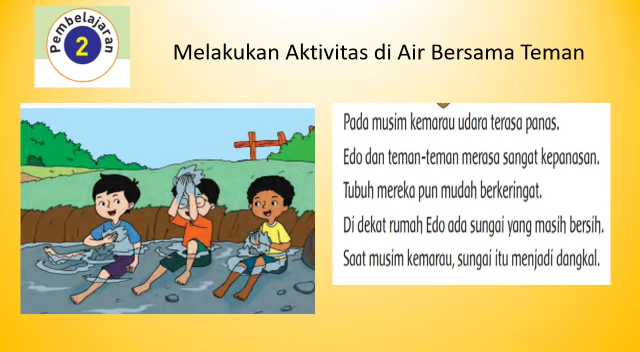 Pembelajaran
2
Melakukan Aktivitas di Air Bersama Teman
Pada musim kemarau udara terasa panas.
Edo dan teman-teman merasa sangat kepanasan.
Tubuh mereka pun mudah berkeringat.
Di dekat rumah Edo ada sungai yang masih bersih.
Saat musim kemarau, sungai itu menjadi dangkal.